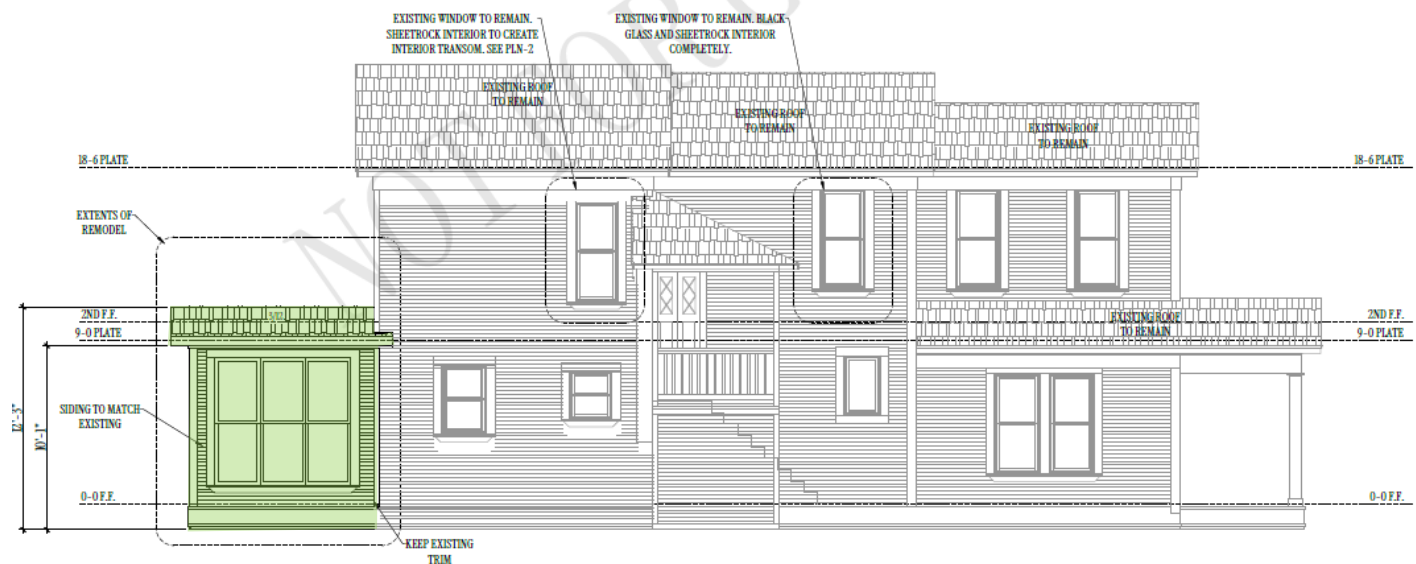 EXISTING WINDOW TO REMAIN.
SHEETROCK INTERIOR TO CREATE
INTERIOR TRANSOM. SEE PLN-2
EXISTING WINDOW TO REMAIN. BLACK
GLASS AND SHEETROCK INTERIOR
COMPLETELY.
NOT FOR
EXISTING ROOF
TO REMAIN
EXISTING ROOF
TO REMAIN
EXISTING ROOF
TO REMAIN
18-6 PLATE
18-6 PLATE
EXTENTS OF
REMODEL
2ND F.F.
9-0 PLATE
2ND F.F.
9-0 PLATE
EXISTING ROOF
TO REMAIN
SIDING TO MATCH
EXISTING
12'-3"
10'-1"
0-0 F.F.
0-0 F.F.
KEEP EXISTING
TRIM